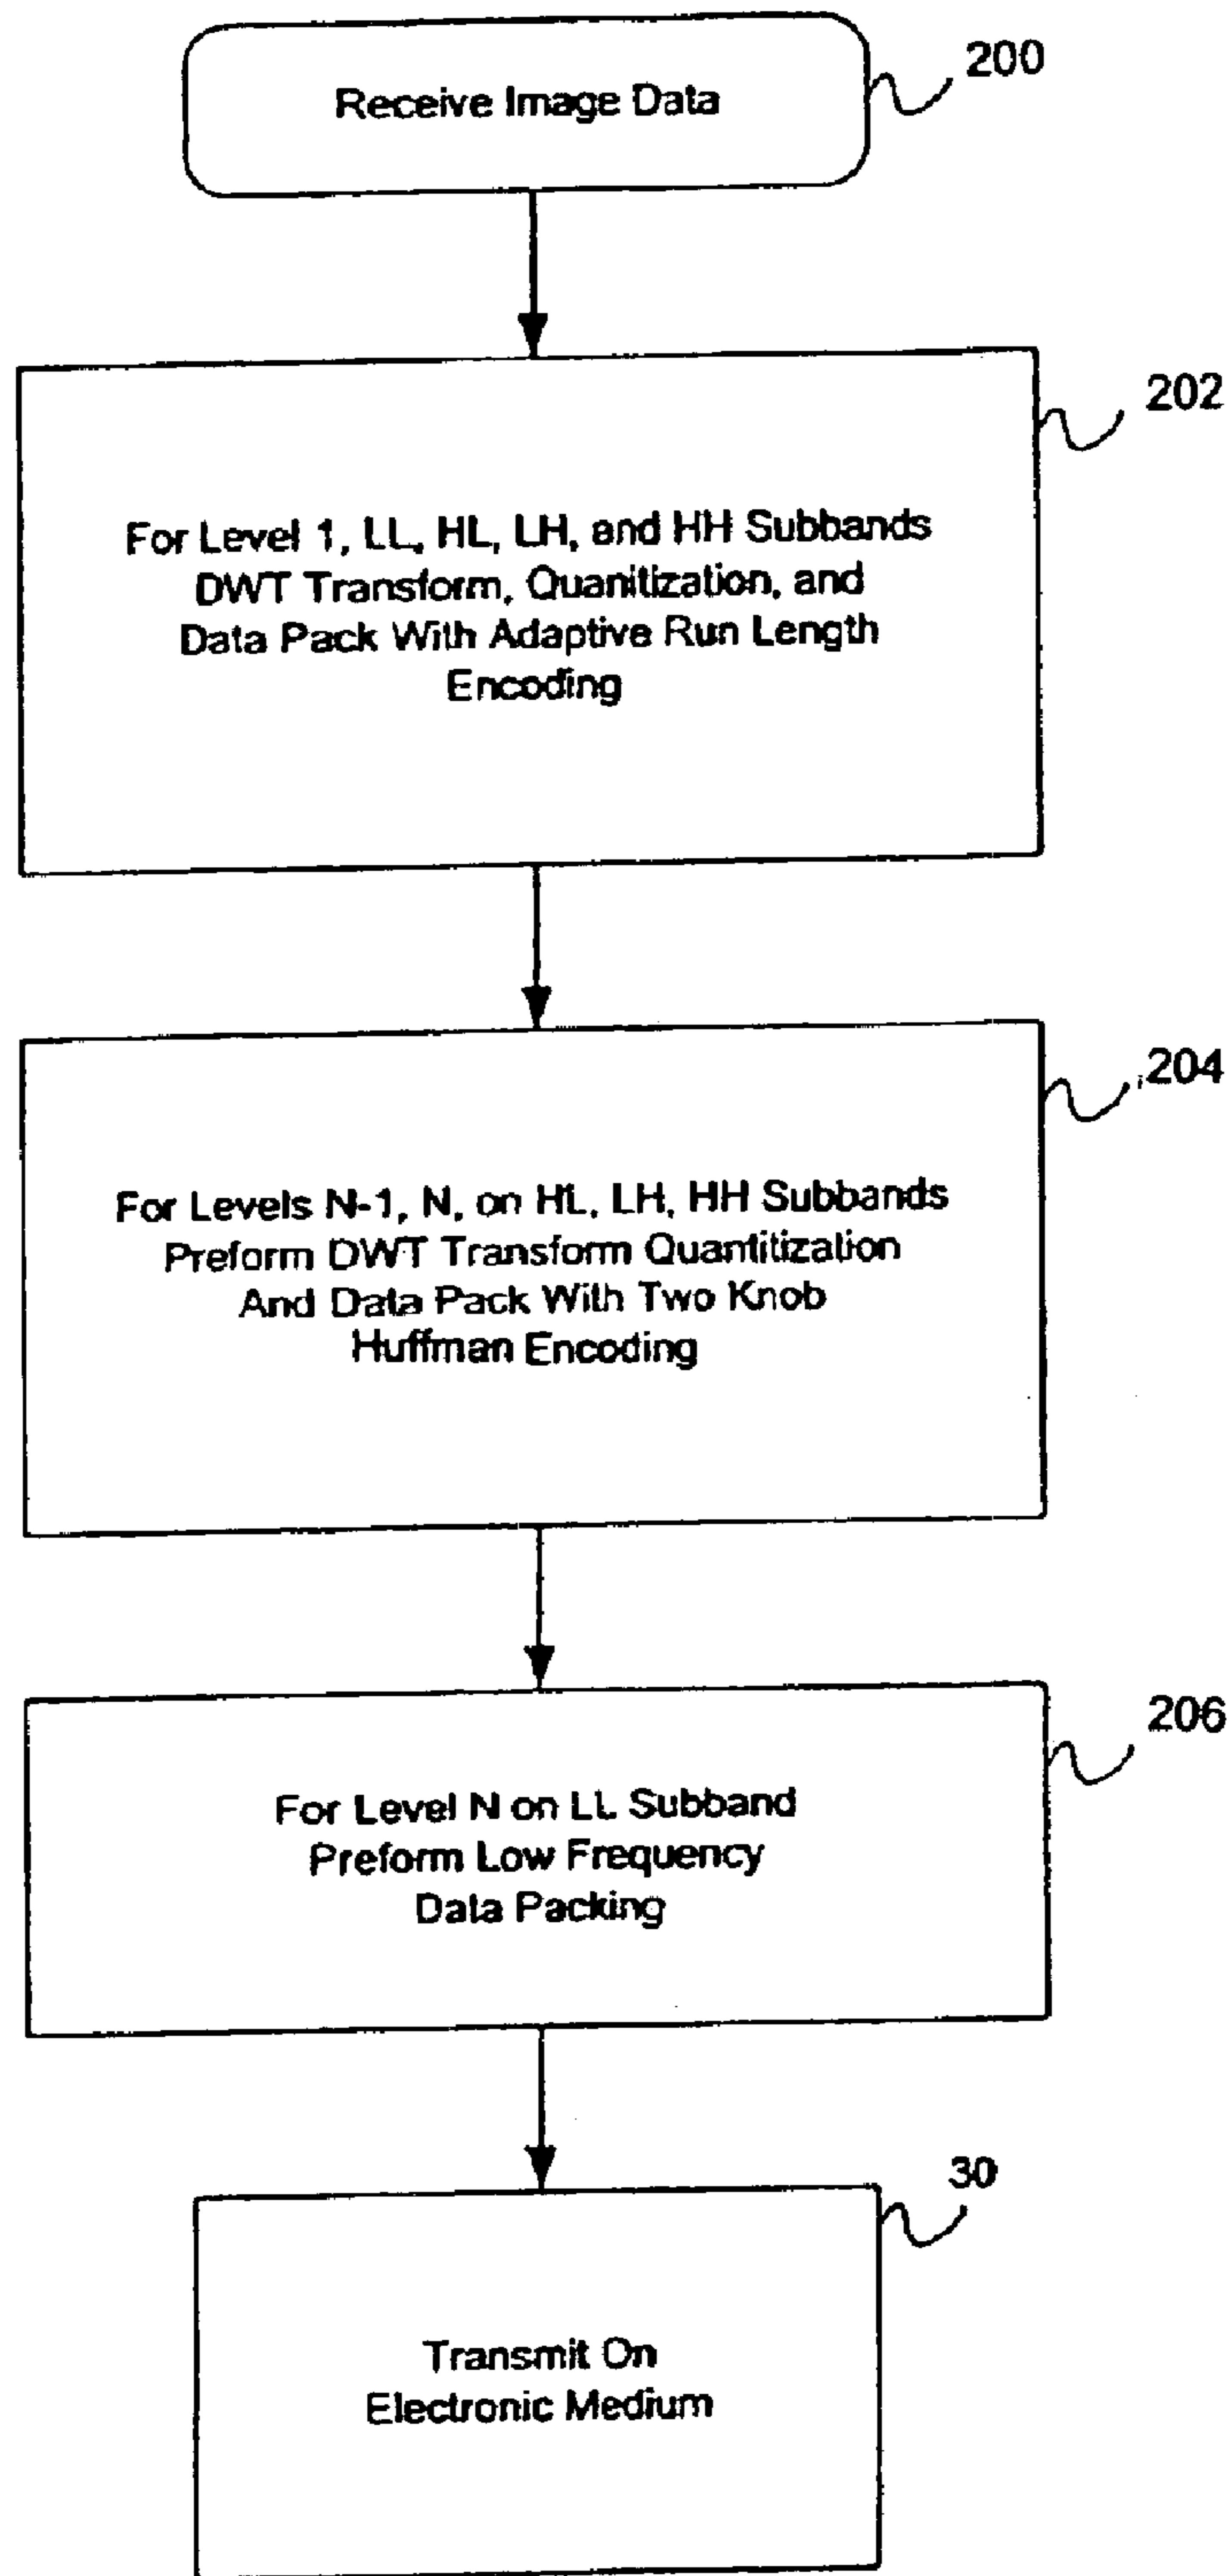 Receive Image Data
200
For Level 1, LL, HL, LH, and HH Subbands
DWT Transform, Quanitization, and
Data Pack With Adaptive Run Length
Encoding
202
For Levels N-1, N, on HL, LH, HH Subbands
Preform DWT Transform Quantitization
And Data Pack With Two Knob
Huffman Encoding
204
For Level N on LL Subband
Preform Low Frequency
Data Packing
206
Transmit On
Electronic Medium
30